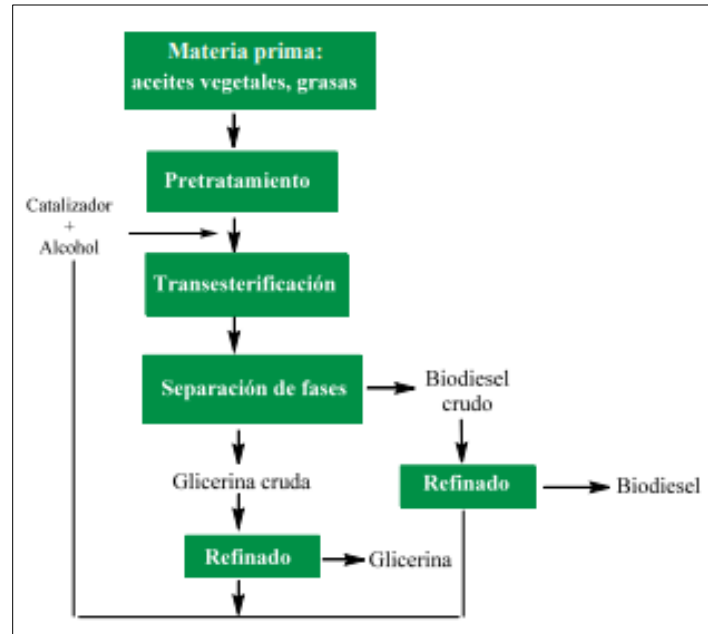 Materia prima:
aceites vegetales, grasas
Pretratamiento
Catalizador
+
Alcohol
Transesterificación
Separación de fases
Biodiesel
crudo
Glicerina cruda
Refinado
Biodiesel
Refinado
Glicerina